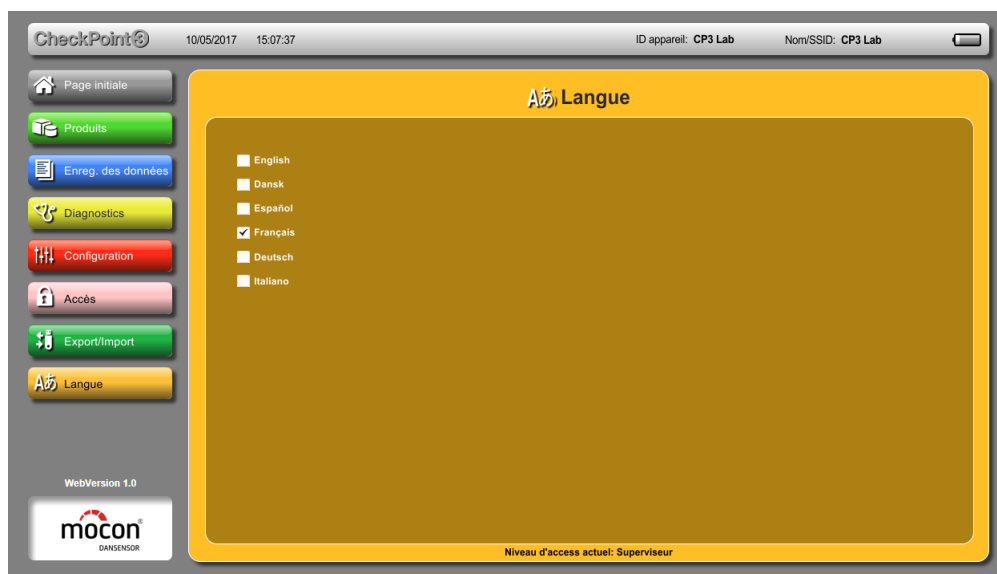 CheckPoint3 10/05/2017 15:07:37 ID appareil: CP3 Lab Nom/SSID: CP3 Lab
Page initiale
Produits
Enreg. des données
Diagnostics
Configuration
Accès
Export/Import
Aあ Langue
WebVersion 1.0
mocon®
DANSENSOR
Aあ Langue
English
Dansk
Español
Français
Deutsch
Italiano
Niveau d'access actuel: Superviseur